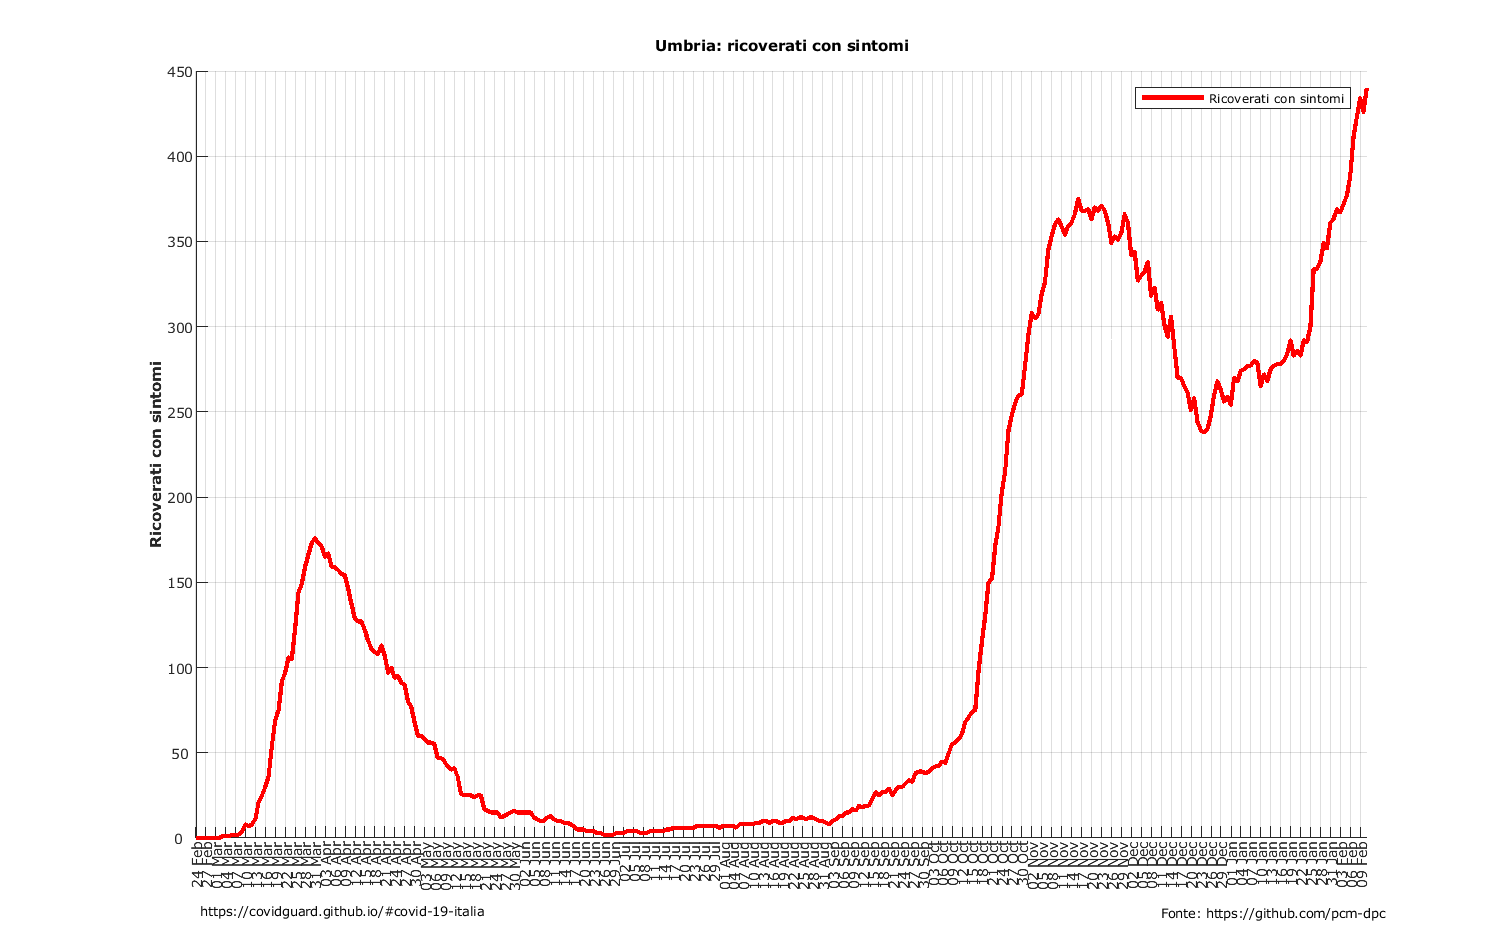 Umbria: ricoverati con sintomi
Ricoverati con sintomi
Ricoverati con sintomi
450
400
350
300
250
200
150
100
50
0
24 Feb
27 Feb
01 Mar
04 Mar
07 Mar
10 Mar
13 Mar
16 Mar
19 Mar
22 Mar
25 Mar
28 Mar
31 Mar
03 Apr
06 Apr
09 Apr
12 Apr
15 Apr
18 Apr
21 Apr
24 Apr
27 Apr
30 Apr
03 May
06 May
09 May
12 May
15 May
18 May
21 May
24 May
27 May
30 May
02 Jun
05 Jun
08 Jun
11 Jun
14 Jun
17 Jun
20 Jun
23 Jun
26 Jun
29 Jun
02 Jul
05 Jul
08 Jul
11 Jul
14 Jul
17 Jul
20 Jul
23 Jul
26 Jul
29 Jul
01 Aug
04 Aug
07 Aug
10 Aug
13 Aug
16 Aug
19 Aug
22 Aug
25 Aug
28 Aug
31 Aug
03 Sep
06 Sep
09 Sep
12 Sep
15 Sep
18 Sep
21 Sep
24 Sep
27 Sep
30 Sep
03 Oct
06 Oct
09 Oct
12 Oct
15 Oct
18 Oct
21 Oct
24 Oct
27 Oct
30 Oct
02 Nov
05 Nov
08 Nov
11 Nov
14 Nov
17 Nov
20 Nov
23 Nov
26 Nov
29 Nov
02 Dec
05 Dec
08 Dec
11 Dec
14 Dec
17 Dec
20 Dec
23 Dec
26 Dec
29 Dec
01 Jan
04 Jan
07 Jan
10 Jan
13 Jan
16 Jan
19 Jan
22 Jan
25 Jan
28 Jan
31 Jan
03 Feb
06 Feb
09 Feb
https://covidguard.github.io/#covid-19-italia
Fonte: https://github.com/pcm-dpc